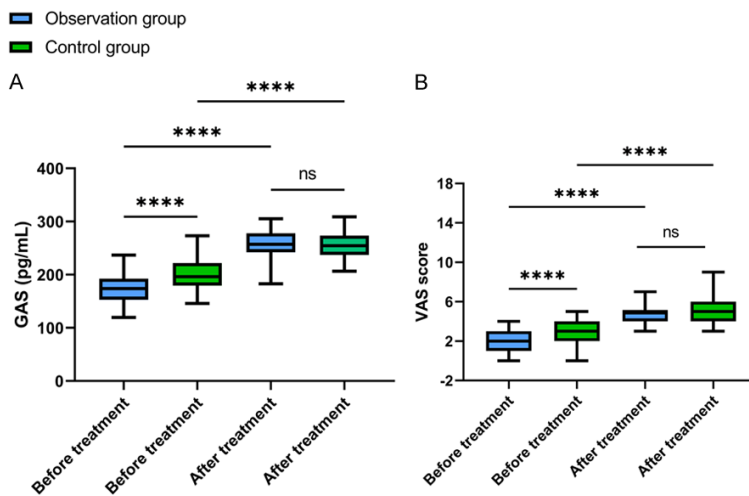 Observation group
Control group
A
B
****
****
****
ns
400
300
200
100
0
GAS (pg/mL)
Before treatment
Before treatment
After treatment
After treatment
****
****
****
ns
18
14
10
6
2
-2
VAS score
Before treatment
Before treatment
After treatment
After treatment